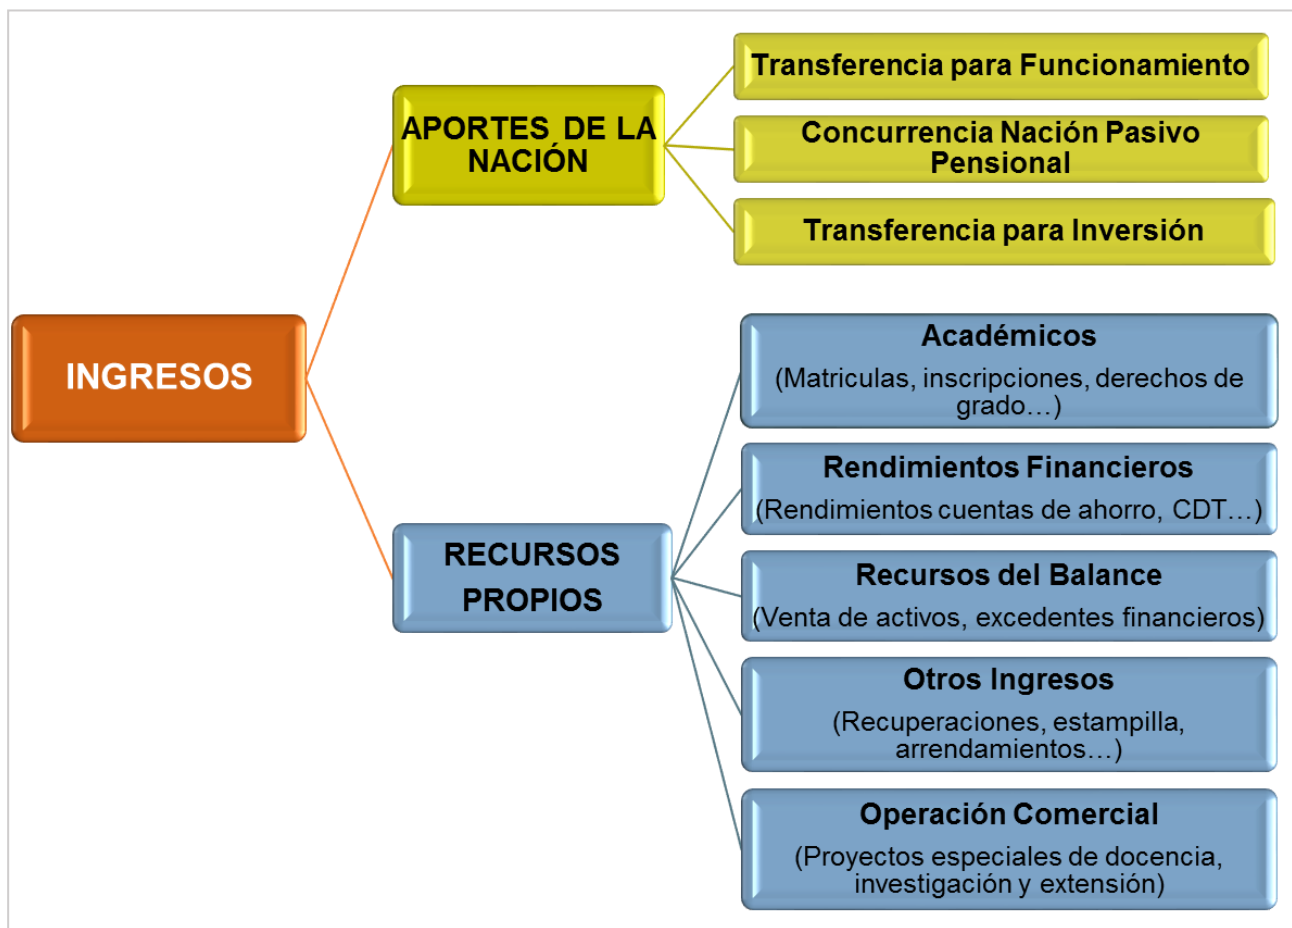 INGRESOS
APORTES DE LA
NACIÓN
Transferencia para Funcionamiento
Concurrencia Nación Pasivo
Pensional
Transferencia para Inversión
RECURSOS
PROPIOS
Académicos
(Matriculas, inscripciones, derechos de
grado…)
Rendimientos Financieros
(Rendimientos cuentas de ahorro, CDT…)
Recursos del Balance
(Venta de activos, excedentes financieros)
Otros Ingresos
(Recuperaciones, estampilla,
arrendamientos…)
Operación Comercial
(Proyectos especiales de docencia,
investigación y extensión)